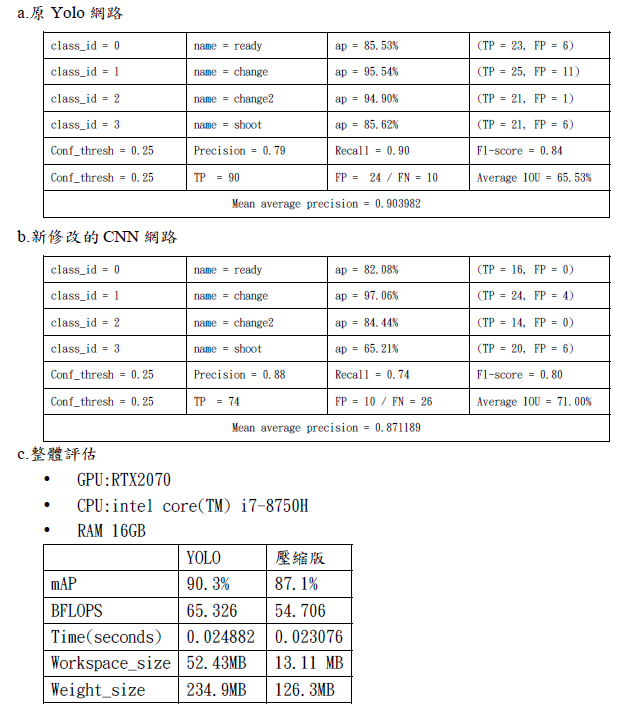 a.原 Yolo 網路
class_id = 0 name = ready ap = 85.53% (TP = 23, FP = 6)
class_id = 1 name = change ap = 95.54% (TP = 25, FP = 11)
class_id = 2 name = change2 ap = 94.90% (TP = 21, FP = 1)
class_id = 3 name = shoot ap = 85.62% (TP = 21, FP = 6)
Conf_thresh = 0.25 Precision = 0.79 Recall = 0.90 F1-score = 0.84
Conf_thresh = 0.25 TP = 90 FP = 24 / FN = 10 Average IOU = 65.53%
Mean average precision = 0.903982
b.新修改的 CNN 網路
class_id = 0 name = ready ap = 82.08% (TP = 16, FP = 0)
class_id = 1 name = change ap = 97.06% (TP = 24, FP = 4)
class_id = 2 name = change2 ap = 84.44% (TP = 14, FP = 0)
class_id = 3 name = shoot ap = 65.21% (TP = 20, FP = 6)
Conf_thresh = 0.25 Precision = 0.88 Recall = 0.74 F1-score = 0.80
Conf_thresh = 0.25 TP = 74 FP = 10 / FN = 26 Average IOU = 71.00%
Mean average precision = 0.871189
c.整體評估
• GPU:RTX2070
• CPU:intel core(TM) i7-8750H
• RAM 16GB
YOLO 壓縮版
mAP 90.3% 87.1%
BFLOPS 65.326 54.706
Time(seconds) 0.024882 0.023076
Workspace_size 52.43MB 13.11 MB
Weight_size 234.9MB 126.3MB